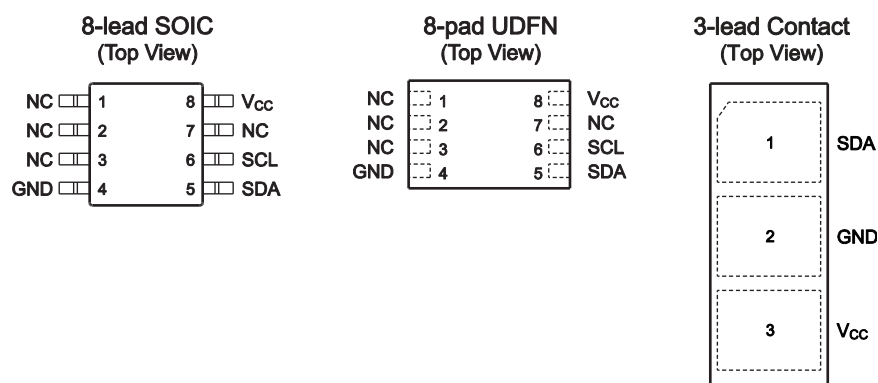 8-lead SOIC
(Top View)
NC 1 8 VCC
NC 2 7 NC
NC 3 6 SCL
GND 4 5 SDA
8-pad UDFN
(Top View)
NC 1 8 VCC
NC 2 7 NC
NC 3 6 SCL
GND 4 5 SDA
3-lead Contact
(Top View)
1 SDA
2 GND
3 VCC